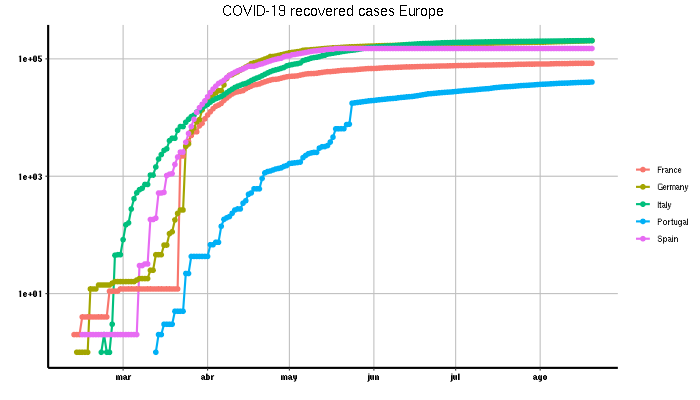 COVID-19 recovered cases Europe
1e+05
1e+03
1e+01
mar abr may jun jul ago
France
Germany
Italy
Portugal
Spain